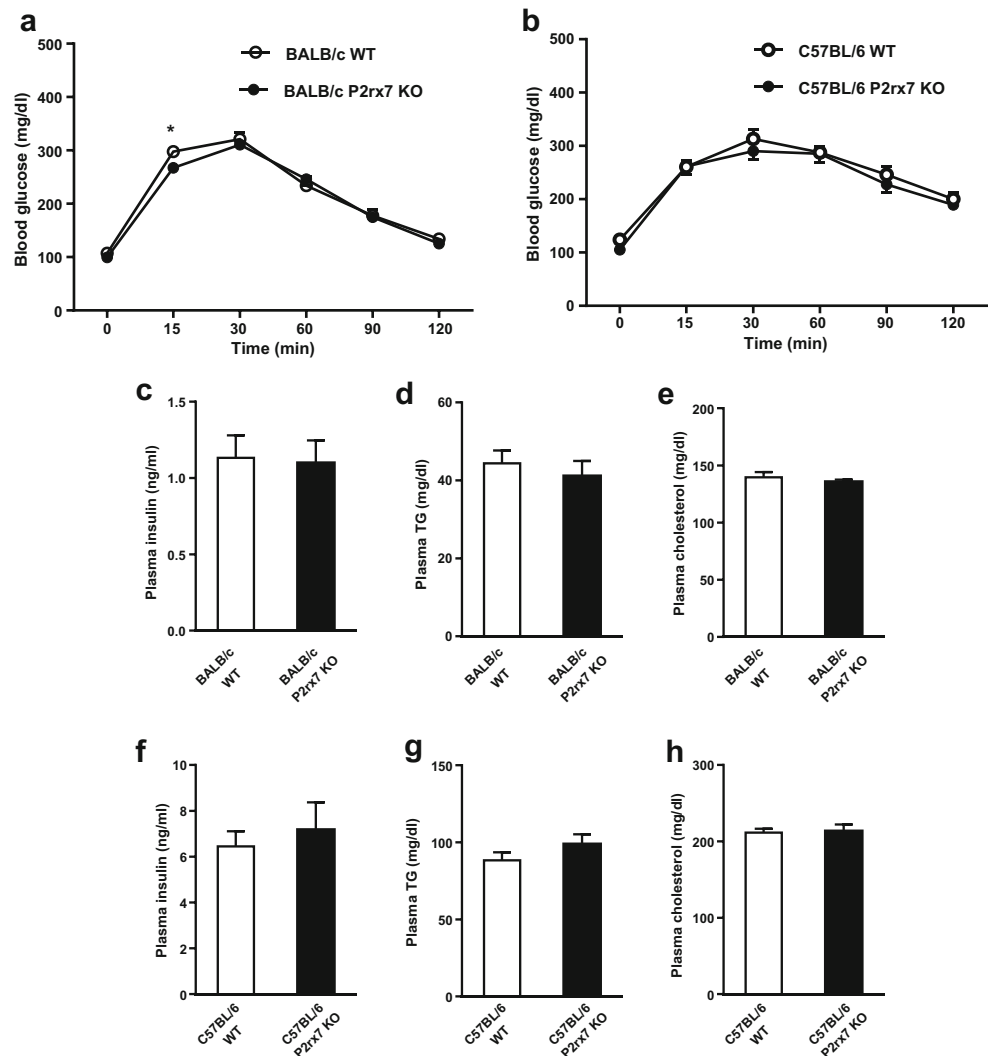 a
500
400
300
200
100
0
Blood glucose (mg/dl)
BALB/c WT
BALB/c P2rx7 KO
*
0 15 30 60 90 120
Time (min)
b
500
400
300
200
100
0
Blood glucose (mg/dl)
C57BL/6 WT
C57BL/6 P2rx7 KO
0 15 30 60 90 120
Time (min)
c
1.5
1.0
0.5
0.0
Plasma insulin (ng/ml)
BALB/c
WT
BALB/c
P2rx7 KO
d
60
40
20
0
Plasma TG (mg/dl)
BALB/c
WT
BALB/c
P2rx7 KO
e
200
150
100
50
0
Plasma cholesterol (mg/dl)
BALB/c
WT
BALB/c
P2rx7 KO
f
10
8
6
4
2
0
Plasma insulin (ng/ml)
C57BL/6
WT
C57BL/6
P2rx7 KO
g
150
100
50
0
Plasma TG (mg/dl)
C57BL/6
WT
C57BL/6
P2rx7 KO
h
300
200
100
0
Plasma cholesterol (mg/dl)
C57BL/6
WT
C57BL/6
P2rx7 KO